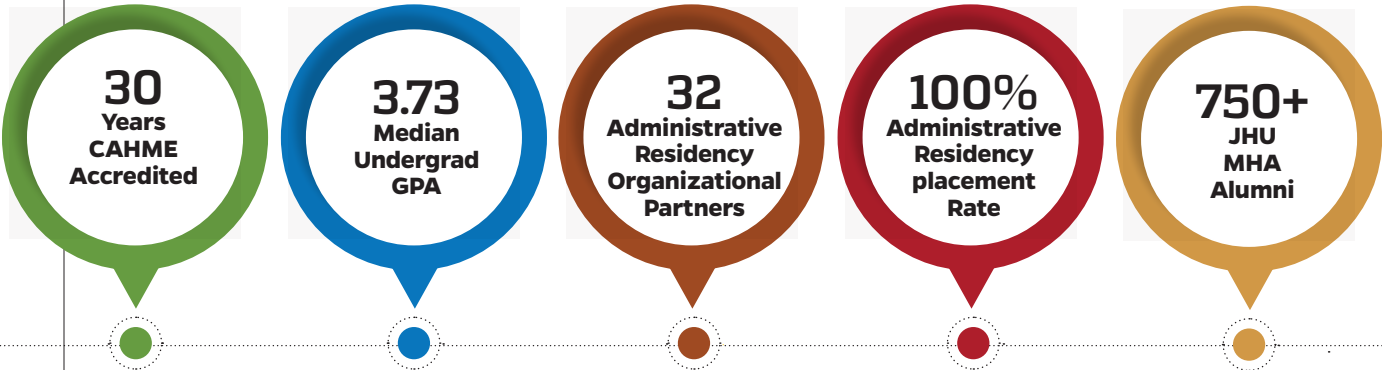 30
Years
CAHME
Accredited
3.73
Median
Undergrad
GPA
32
Administrative
Residency
Organizational
Partners
100%
Administrative
Residency
placement
Rate
750+
JHU
MHA
Alumni